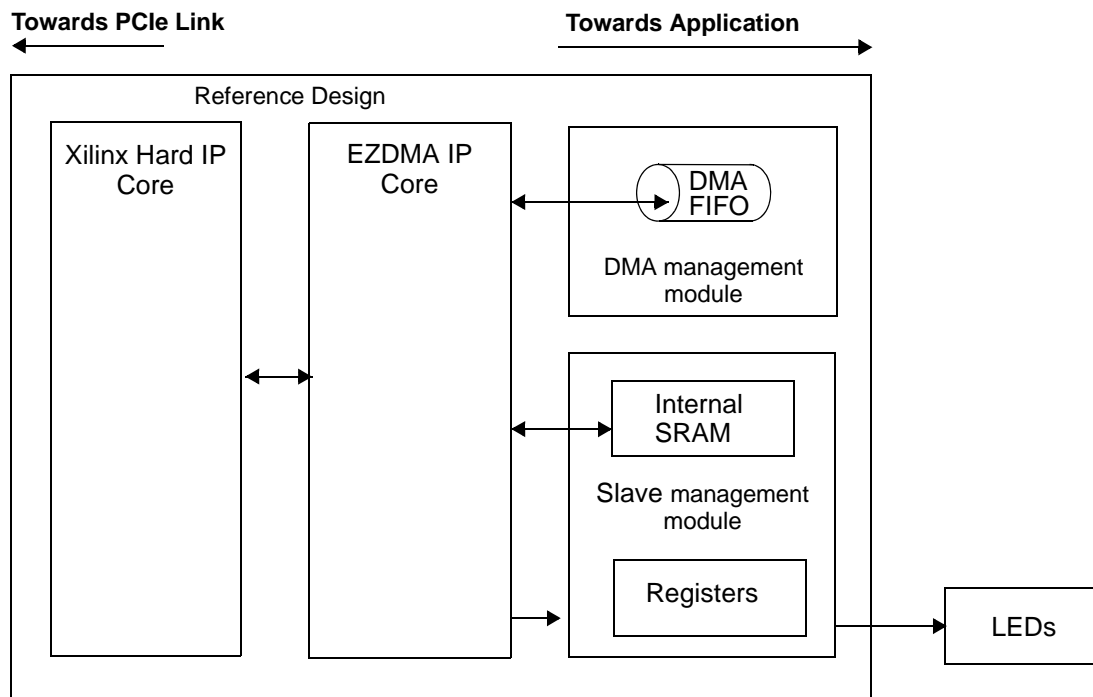 Towards PCIe Link
Towards Application
Reference Design
Xilinx Hard IP
Core
EZDMA IP
Core
DMA
FIFO
DMA management
module
Internal
SRAM
Slave management
module
Registers
LEDs